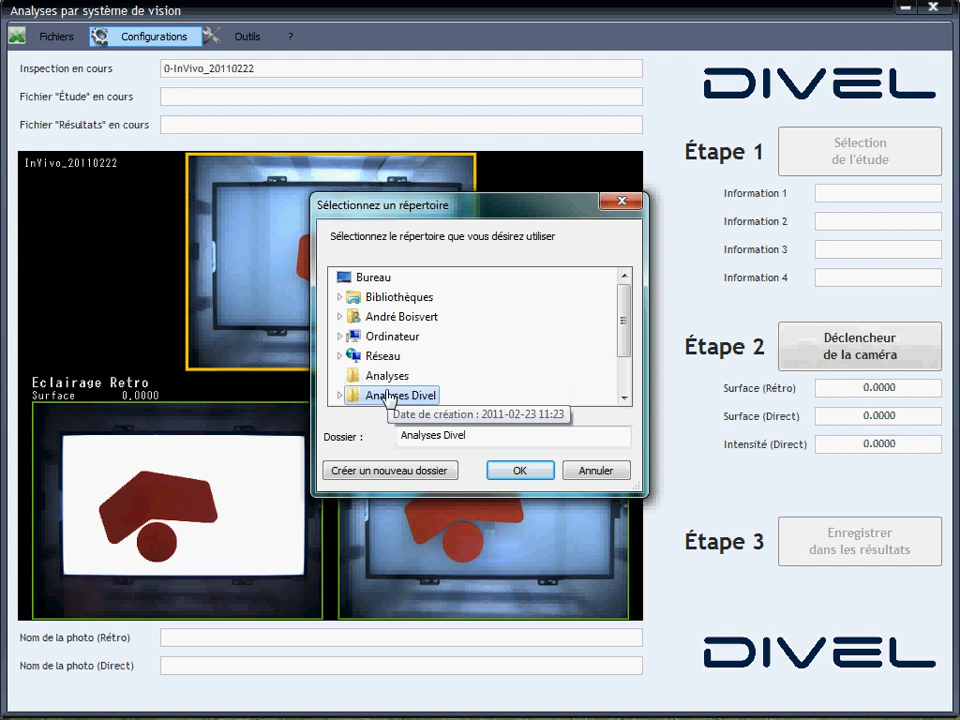 Analyses par système de vision
Fichiers Configurations Outils ?
Inspection en cours 0-InVivo_20110222
Fichier "Étude" en cours
Fichier "Résultats" en cours
DIVEL
Étape 1 Sélection
de l'étude
Information 1
Information 2
Information 3
Information 4
InVivo_20110222
Sélectionnez un répertoire
Sélectionnez le répertoire que vous désirez utiliser
Bureau
Bibliothèques
André Boisvert
Ordinateur
Réseau
Analyses
Analyses Divel
Date de création : 2011-02-23 11:23
Dossier : Analyses Divel
Créer un nouveau dossier OK Annuler
Eclairage Retro
Surface 0.0000
Étape 2 Déclencheur
de la caméra
Surface (Rétro) 0.0000
Surface (Direct) 0.0000
Intensité (Direct) 0.0000
Étape 3 Enregistrer
dans les résultats
Nom de la photo (Rétro)
Nom de la photo (Direct)
DIVEL